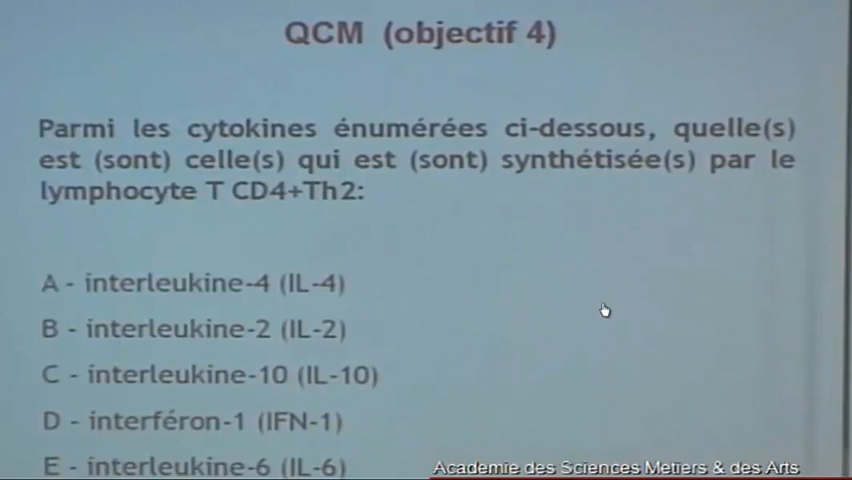 QCM (objectif 4)
Parmi les cytokines énumérées ci-dessous, quelle(s)
est (sont) celle(s) qui est (sont) synthétisée(s) par le
lymphocyte T CD4+Th2:
A - interleukine-4 (IL-4)
B - interleukine-2 (IL-2)
C - interleukine-10 (IL-10)
D - interféron-1 (IFN-1)
E - interleukine-6 (IL-6)
Academie des Sciences Metiers & des Arts